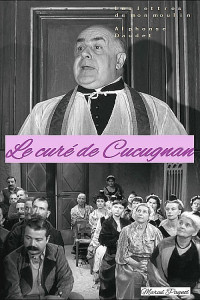 Les lettres
de mon moulin
Alphonse
Daudet
Le curé de Cucugnan
Marcel Pagnol